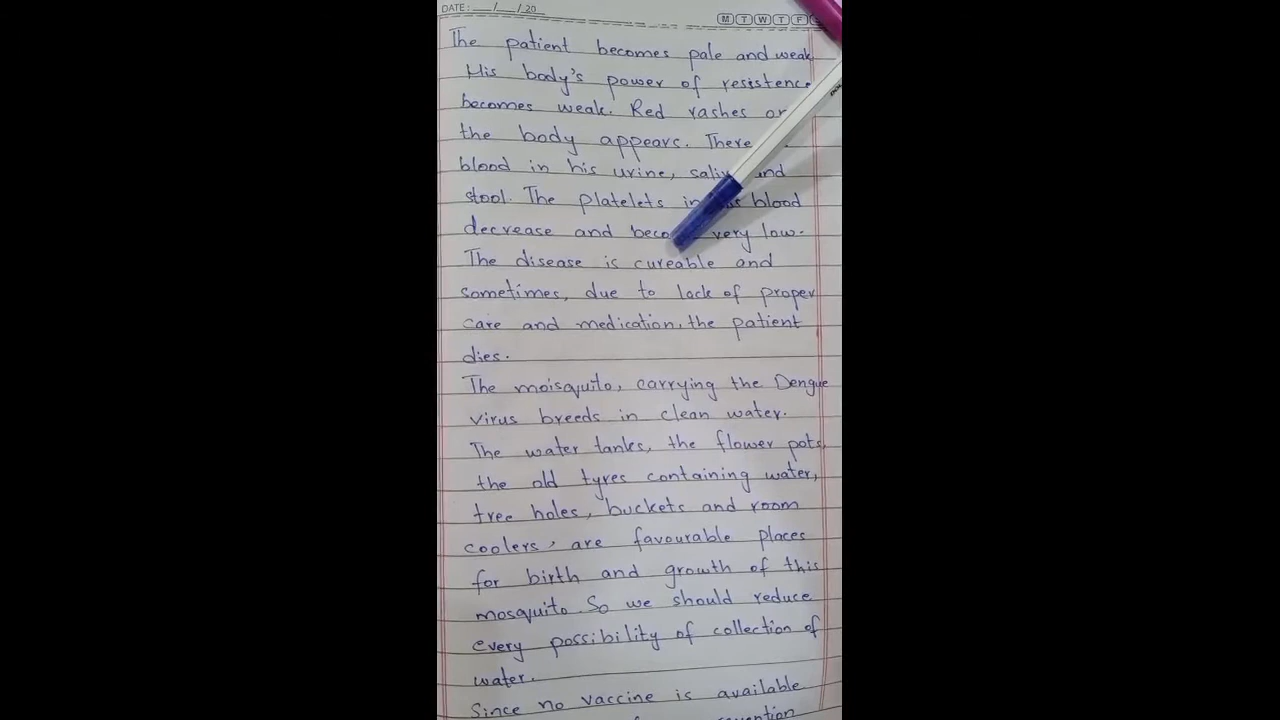 DATE: __/__/20
M T W T F
The patient becomes pale and weak
His body's power of resistence
becomes weak. Red rashes on
the body appears. There
blood in his urine, saliva and
stool. The platelets in his blood
decrease and become very low.
The disease is cureable and
sometimes, due to lack of proper
care and medication, the patient
dies.
The moisquito, carrying the Dengue
virus breeds in clean water.
The water tanks, the flower pots,
the old tyres containing water,
tree holes, buckets and room
coolers, are favourable places
for birth and growth of this
mosquito. So we should reduce
every possibility of collection of
water.
Since no vaccine is available